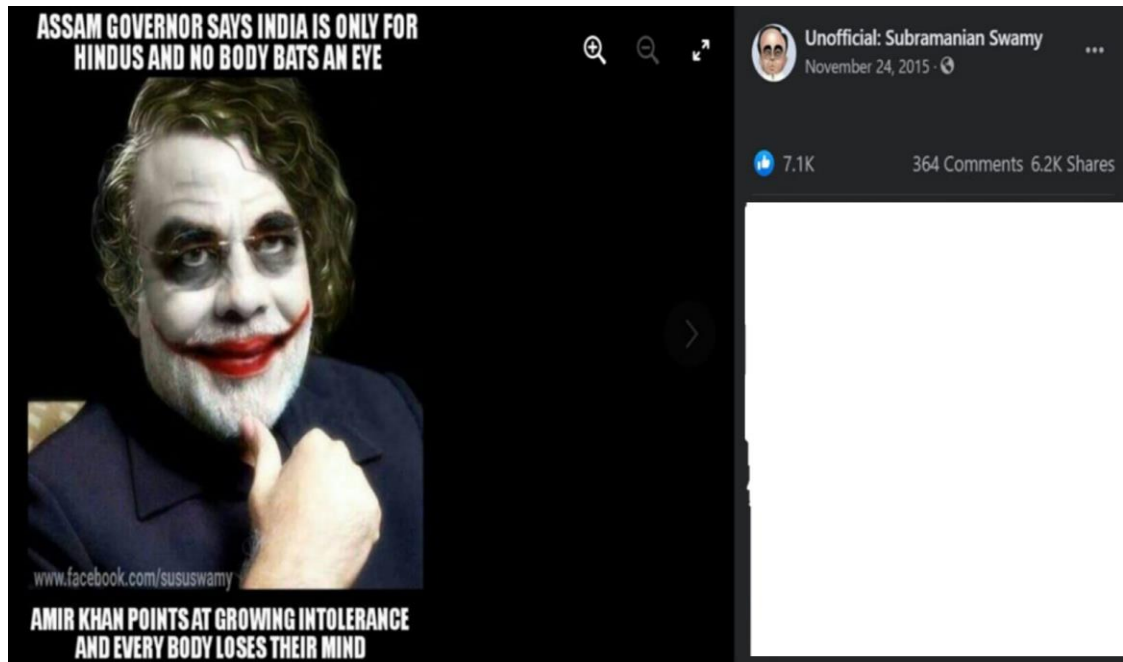 ASSAM GOVERNOR SAYS INDIA IS ONLY FOR
HINDUS AND NO BODY BATS AN EYE
www.facebook.com/sususwamy
AMIR KHAN POINTS AT GROWING INTOLERANCE
AND EVERY BODY LOSES THEIR MIND
Unofficial: Subramanian Swamy
November 24, 2015 ·
7.1K 364 Comments 6.2K Shares